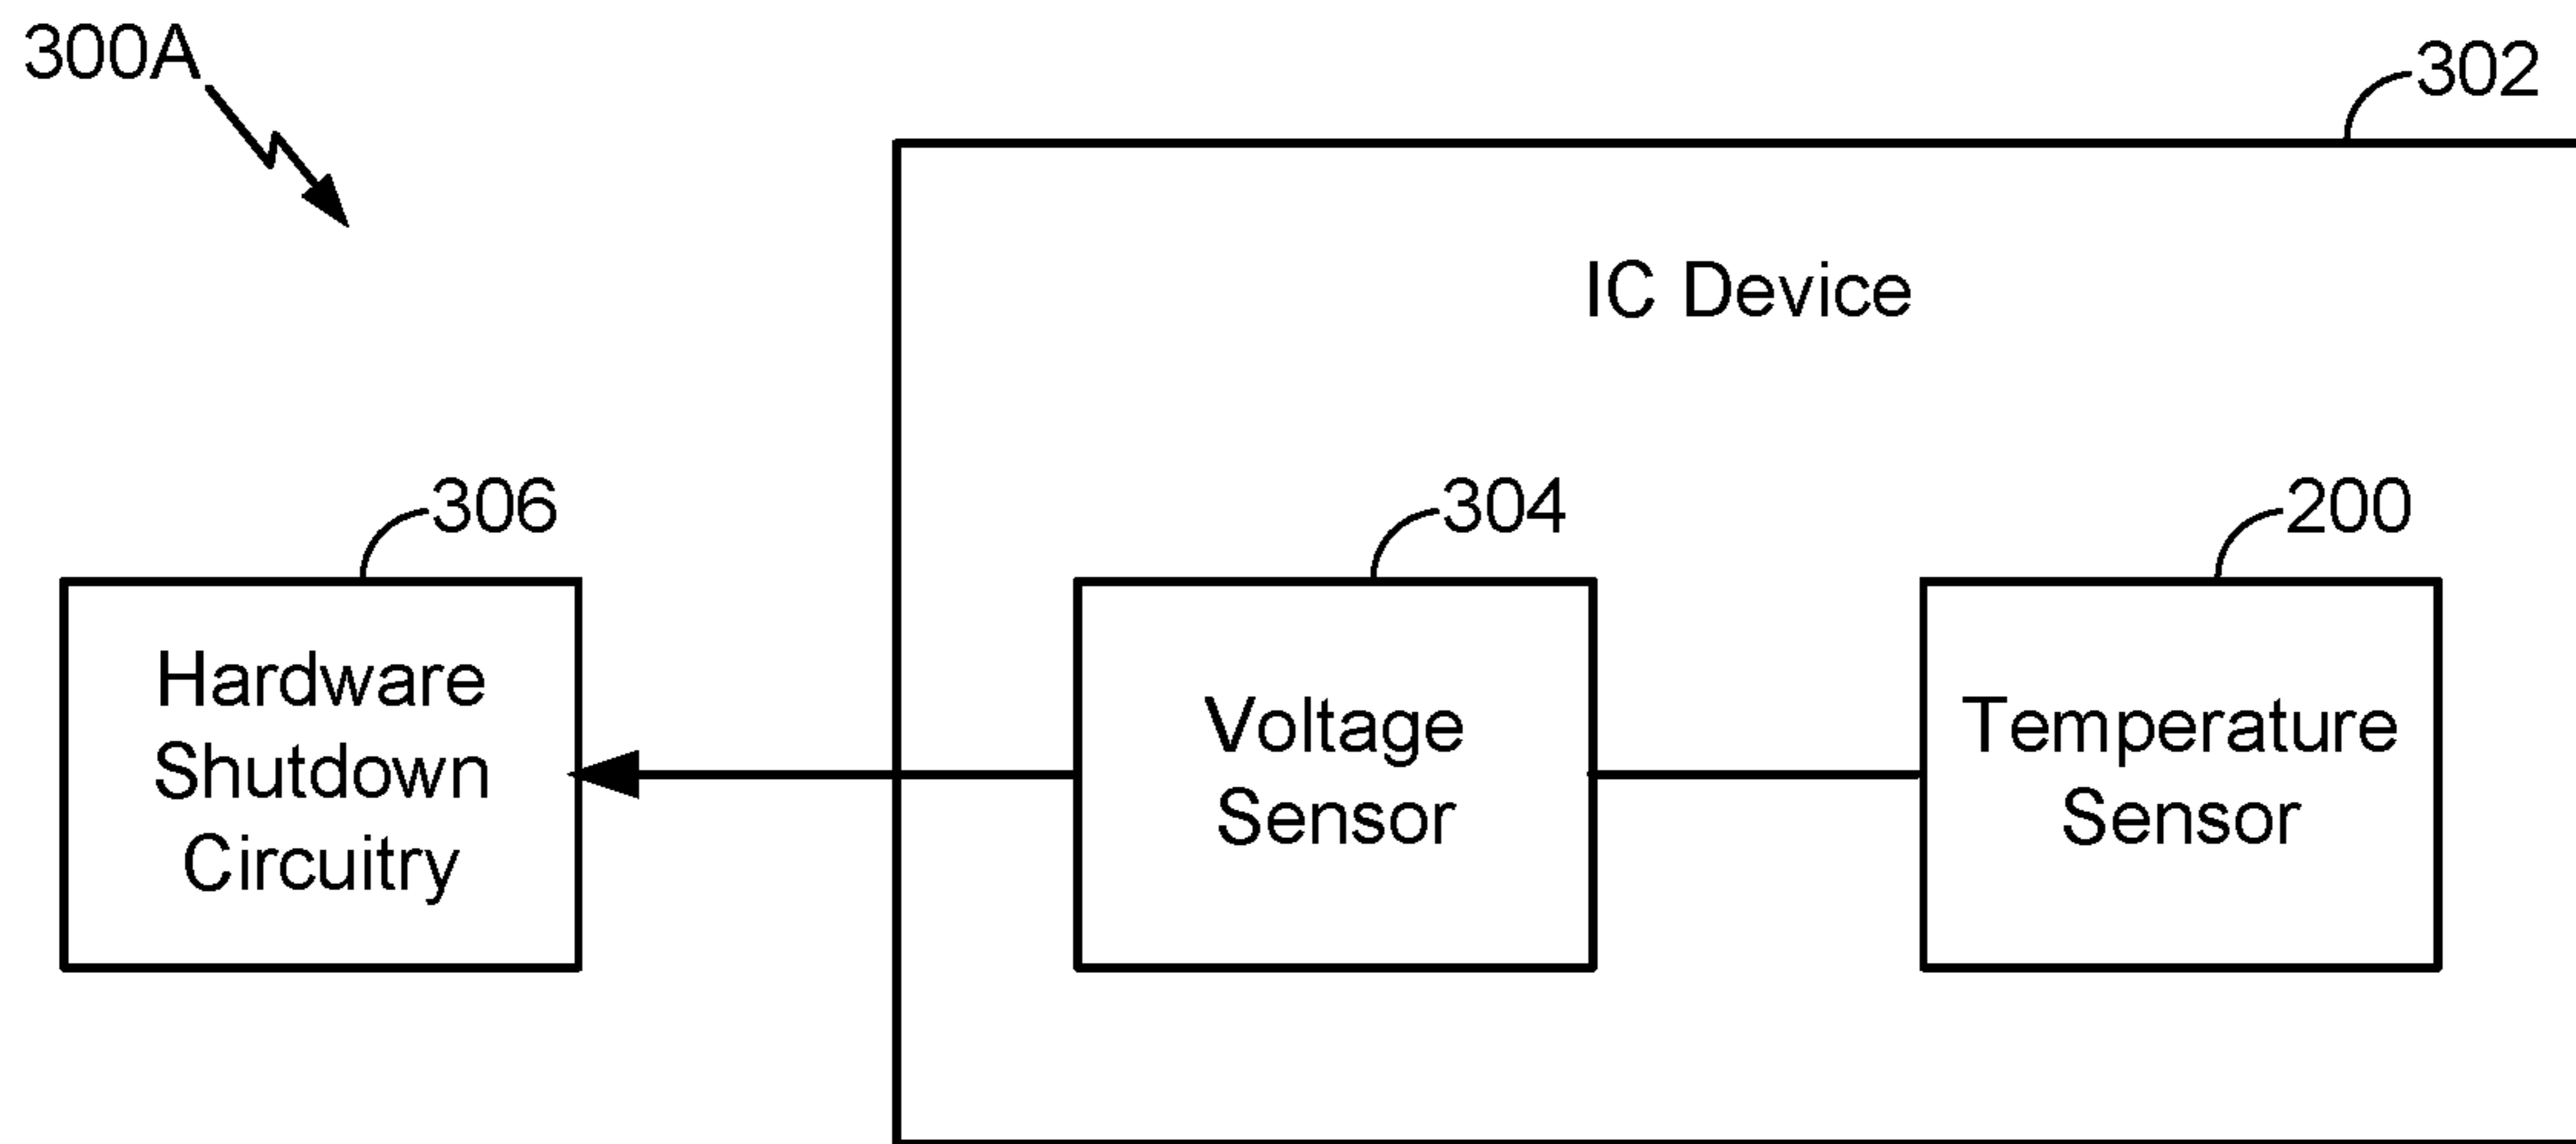 300A
302
IC Device
306
304
200
Hardware
Shutdown
Circuitry
Voltage
Sensor
Temperature
Sensor